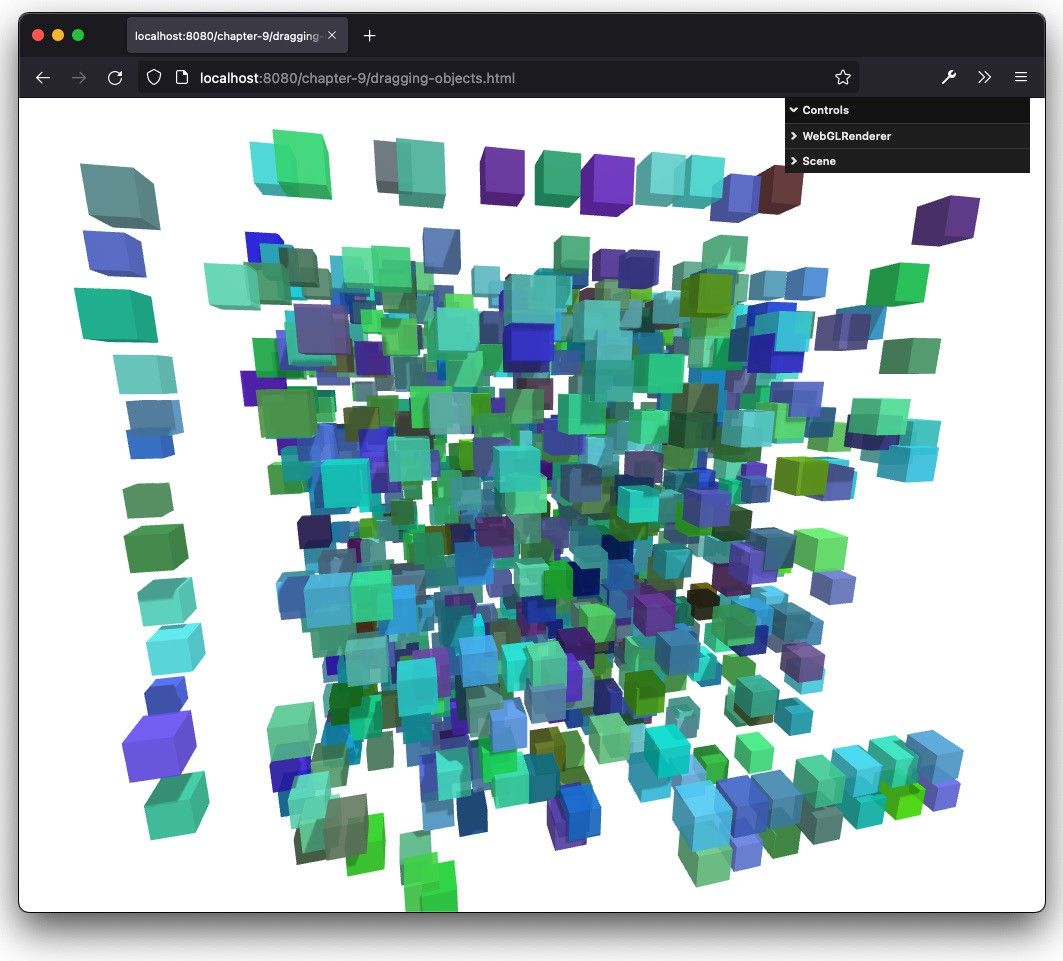 localhost:8080/chapter-9/dragging-
localhost:8080/chapter-9/dragging-objects.html
Controls
WebGLRenderer
Scene